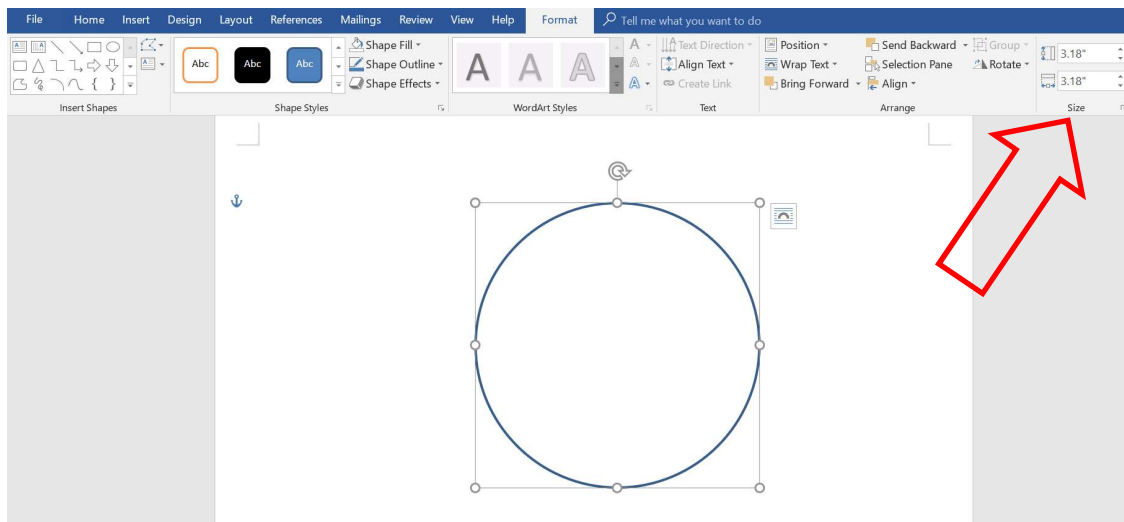 File Home Insert Design Layout References Mailings Review View Help Format Tell me what you want to do
Abc Abc Abc
Shape Fill
Shape Outline
Shape Effects
A A A
A
A
A
Text Direction
Align Text
Create Link
Position
Wrap Text
Bring Forward
Send Backward
Selection Pane
Align
Group
Rotate
3.18"
3.18"
Insert Shapes Shape Styles WordArt Styles Text Arrange Size